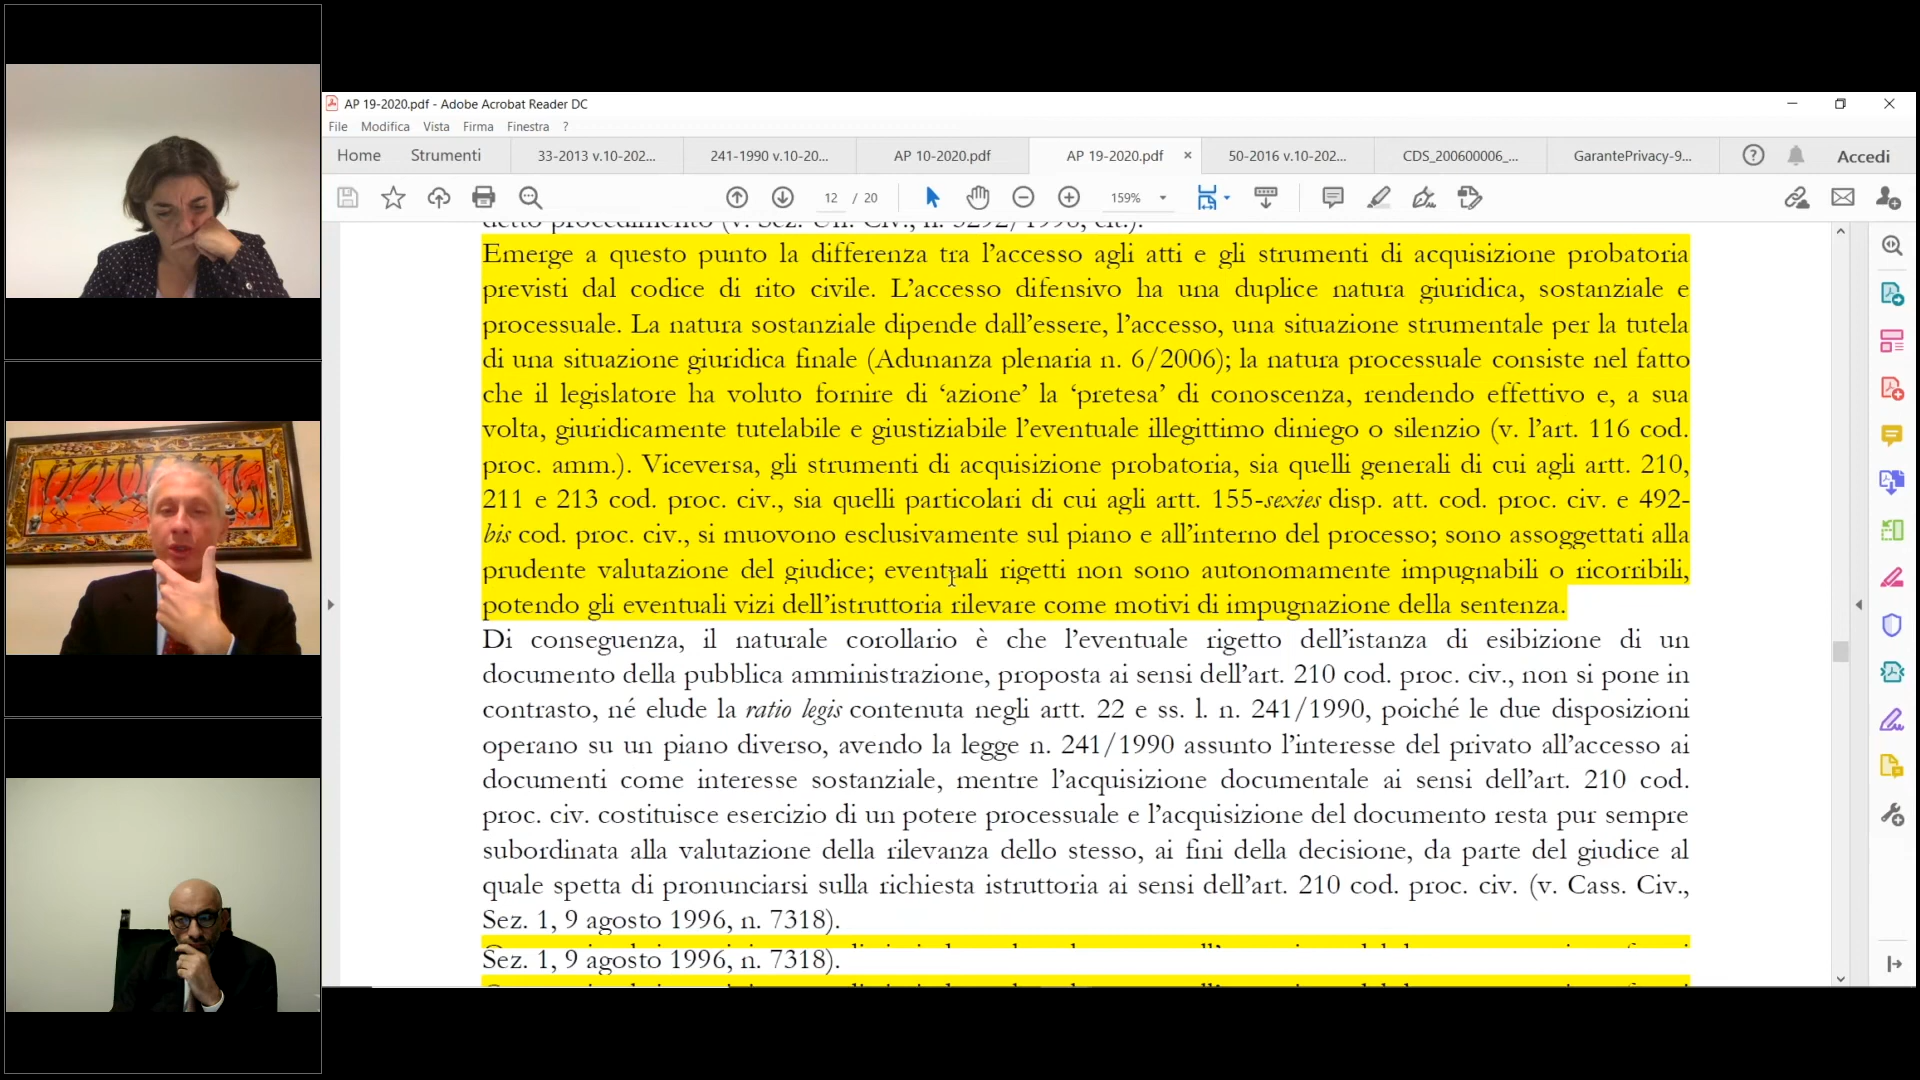 AP 19-2020.pdf - Adobe Acrobat Reader DC
File Modifica Vista Firma Finestra ?
Home Strumenti 33-2013 v.10-202... 241-1990 v.10-20... AP 10-2020.pdf AP 19-2020.pdf × 50-2016 v.10-202... CDS_200600006_... GarantePrivacy-9... Accedi
12 / 20 159%
detto procedimento (v. Sez. Un. Civ., n. 5292/1998, cit.).
Emerge a questo punto la differenza tra l’accesso agli atti e gli strumenti di acquisizione probatoria
previsti dal codice di rito civile. L’accesso difensivo ha una duplice natura giuridica, sostanziale e
processuale. La natura sostanziale dipende dall’essere, l’accesso, una situazione strumentale per la tutela
di una situazione giuridica finale (Adunanza plenaria n. 6/2006); la natura processuale consiste nel fatto
che il legislatore ha voluto fornire di ‘azione’ la ‘pretesa’ di conoscenza, rendendo effettivo e, a sua
volta, giuridicamente tutelabile e giustiziabile l’eventuale illegittimo diniego o silenzio (v. l’art. 116 cod.
proc. amm.). Viceversa, gli strumenti di acquisizione probatoria, sia quelli generali di cui agli artt. 210,
211 e 213 cod. proc. civ., sia quelli particolari di cui agli artt. 155-sexies disp. att. cod. proc. civ. e 492-
bis cod. proc. civ., si muovono esclusivamente sul piano e all’interno del processo; sono assoggettati alla
prudente valutazione del giudice; eventuali rigetti non sono autonomamente impugnabili o ricorribili,
potendo gli eventuali vizi dell’istruttoria rilevare come motivi di impugnazione della sentenza.
Di conseguenza, il naturale corollario è che l’eventuale rigetto dell’istanza di esibizione di un
documento della pubblica amministrazione, proposta ai sensi dell’art. 210 cod. proc. civ., non si pone in
contrasto, né elude la ratio legis contenuta negli artt. 22 e ss. l. n. 241/1990, poiché le due disposizioni
operano su un piano diverso, avendo la legge n. 241/1990 assunto l’interesse del privato all’accesso ai
documenti come interesse sostanziale, mentre l’acquisizione documentale ai sensi dell’art. 210 cod.
proc. civ. costituisce esercizio di un potere processuale e l’acquisizione del documento resta pur sempre
subordinata alla valutazione della rilevanza dello stesso, ai fini della decisione, da parte del giudice al
quale spetta di pronunciarsi sulla richiesta istruttoria ai sensi dell’art. 210 cod. proc. civ. (v. Cass. Civ.,
Sez. 1, 9 agosto 1996, n. 7318).
Sez. 1, 9 agosto 1996, n. 7318).